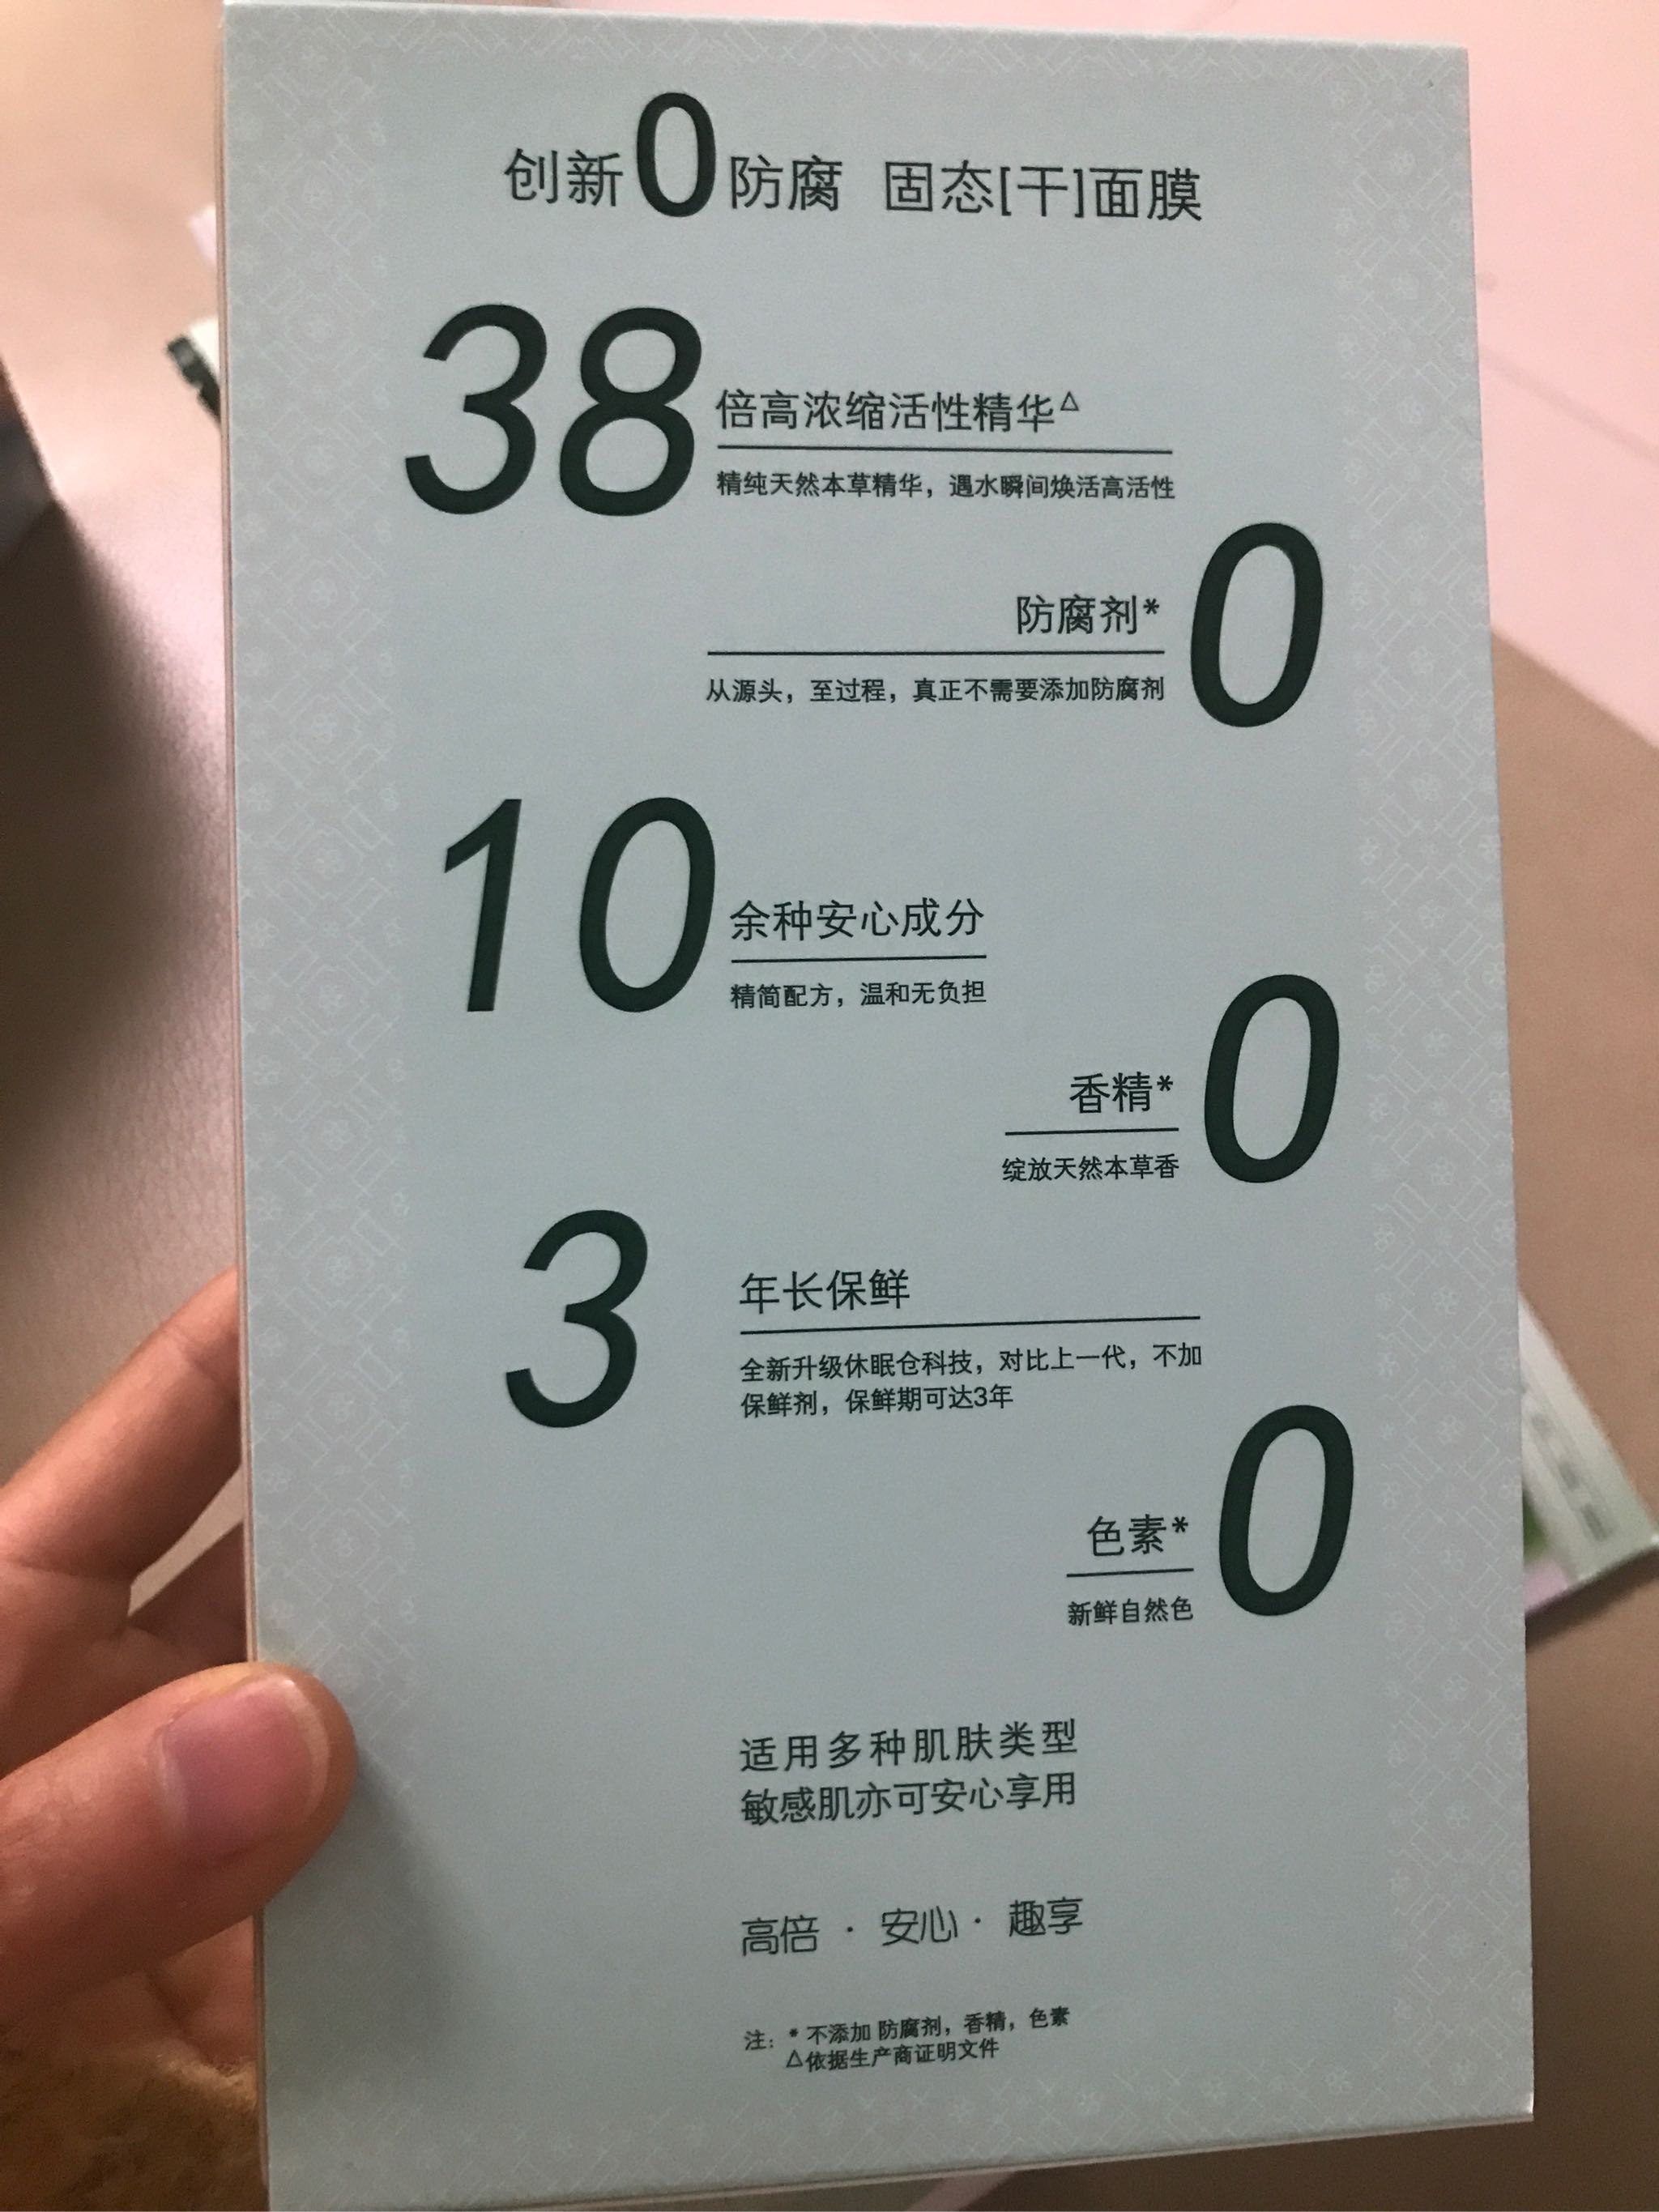 创新0防腐 固态[干]面膜
38倍高浓缩活性精华△
精纯天然本草精华，遇水瞬间焕活高活性
防腐剂*0
从源头，至过程，真正不需要添加防腐剂
10余种安心成分
精简配方，温和无负担
香精*0
绽放天然本草香
3年长保鲜
全新升级休眠仓科技，对比上一代，不加
保鲜剂，保鲜期可达3年
色素*0
新鲜自然色
适用多种肌肤类型
敏感肌亦可安心享用
高倍 · 安心 · 趣享
注：* 不添加 防腐剂，香精，色素
△依据生产商证明文件